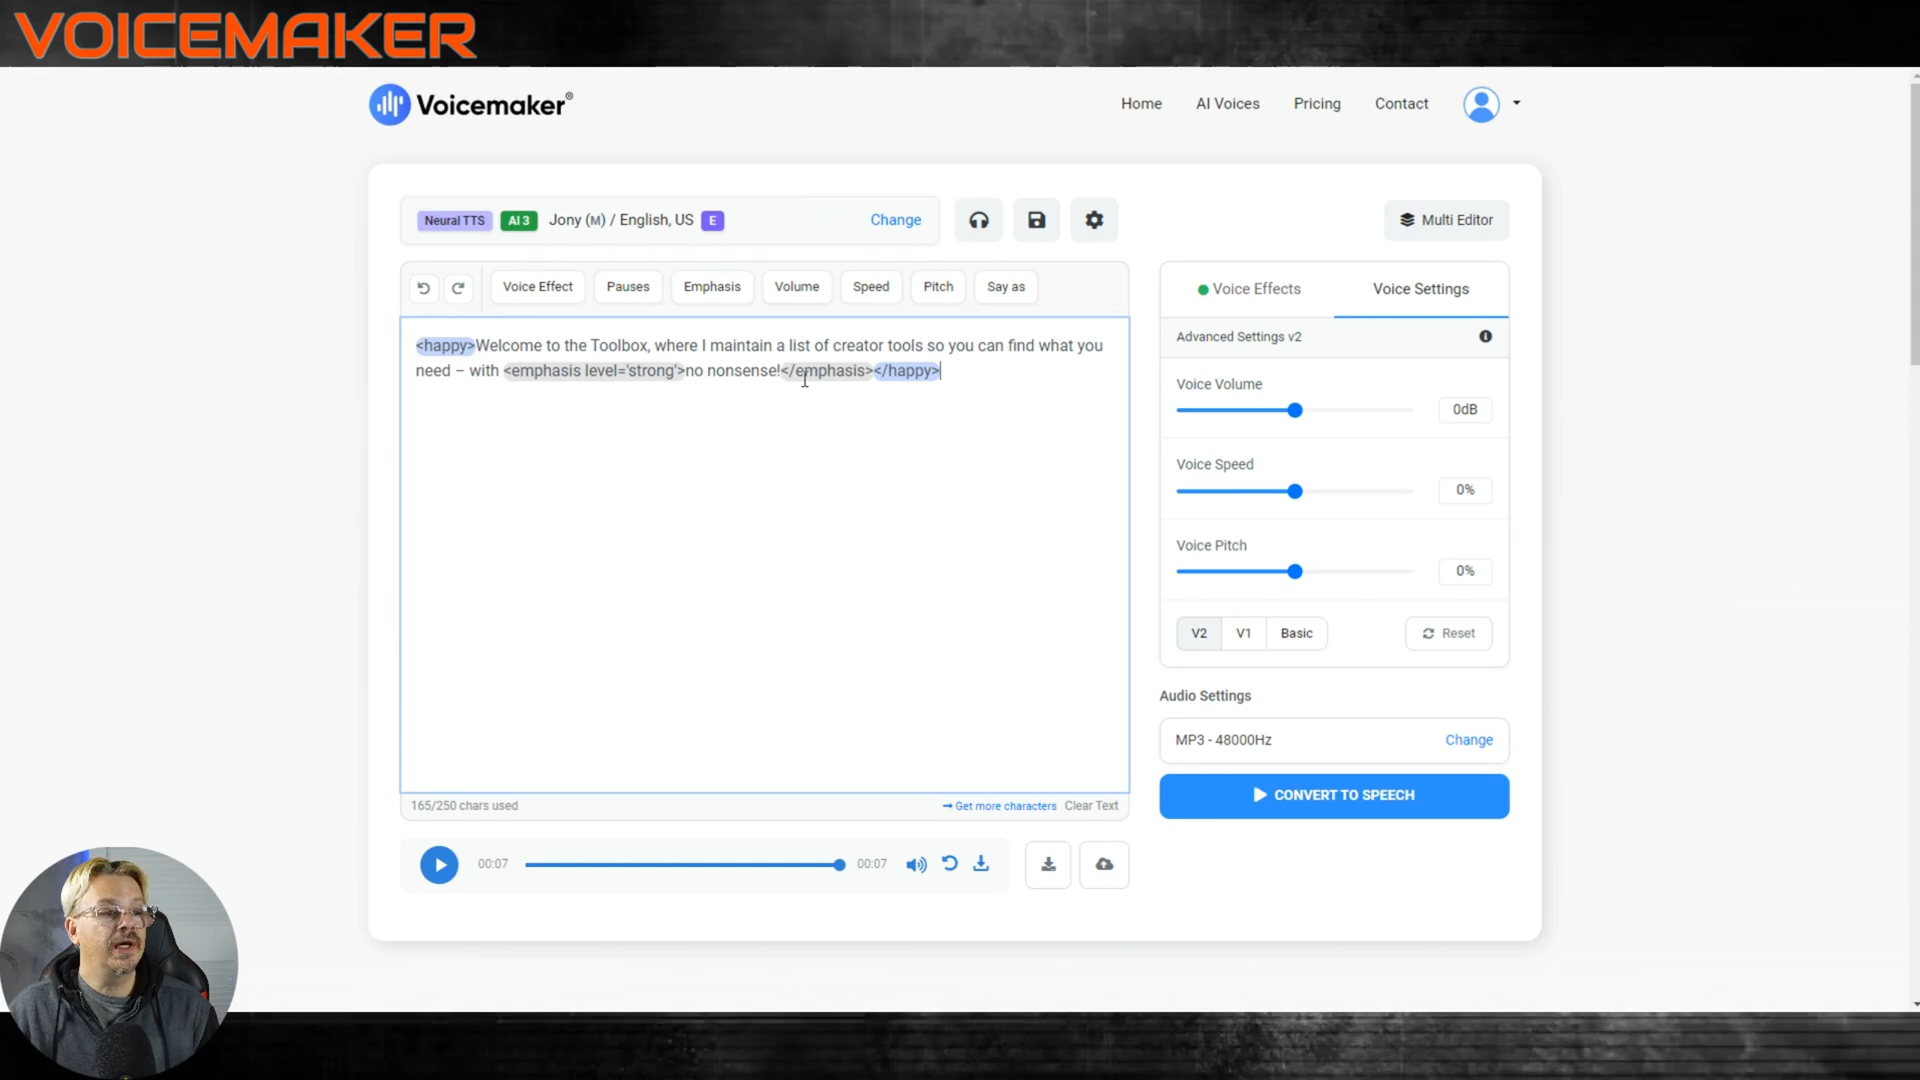 VOICEMAKER
Voicemaker®
Home AI Voices Pricing Contact
Neural TTS AI 3 Jony (M) / English, US E Change
Multi Editor
Voice Effect Pauses Emphasis Volume Speed Pitch Say as
Voice Effects Voice Settings
Advanced Settings v2
<happy>Welcome to the Toolbox, where I maintain a list of creator tools so you can find what you
need – with <emphasis level='strong'>no nonsense!</emphasis></happy>
Voice Volume
0dB
Voice Speed
0%
Voice Pitch
0%
V2 V1 Basic Reset
Audio Settings
MP3 - 48000Hz Change
CONVERT TO SPEECH
165/250 chars used Get more characters Clear Text
00:07 00:07